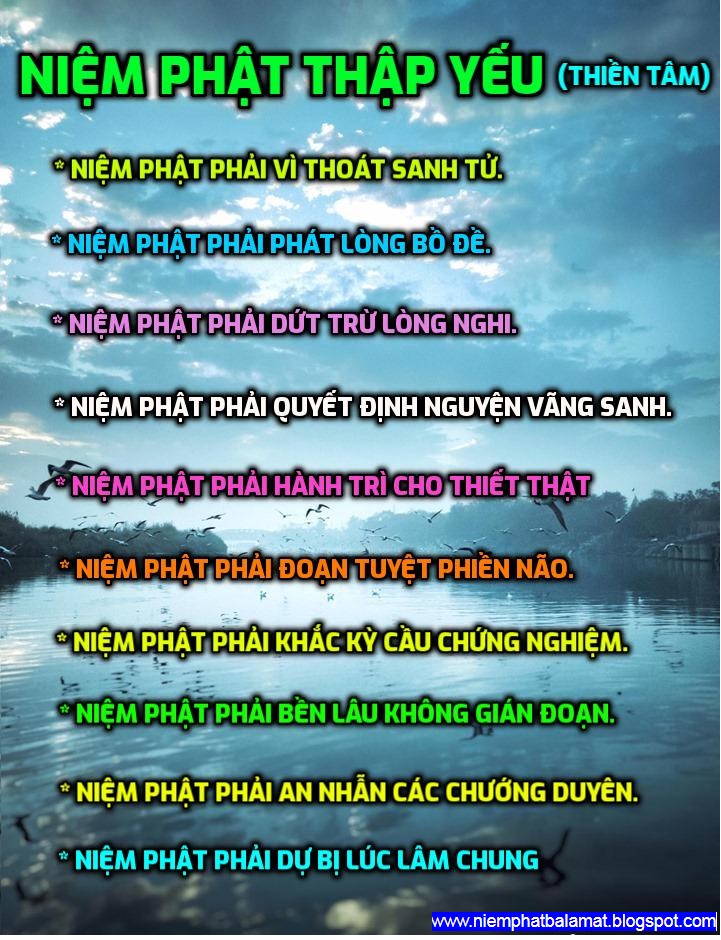 NIỆM PHẬT THẬP YẾU (THIỀN TÂM)
* NIỆM PHẬT PHẢI VÌ THOÁT SANH TỬ.
* NIỆM PHẬT PHẢI PHÁT LÒNG BỒ ĐỀ.
* NIỆM PHẬT PHẢI DỨT TRỪ LÒNG NGHI.
* NIỆM PHẬT PHẢI QUYẾT ĐỊNH NGUYỆN VÃNG SANH.
* NIỆM PHẬT PHẢI HÀNH TRÌ CHO THIẾT THẬT
* NIỆM PHẬT PHẢI ĐOẠN TUYỆT PHIỀN NÃO.
* NIỆM PHẬT PHẢI KHẮC KỲ CẦU CHỨNG NGHIỆM.
* NIỆM PHẬT PHẢI BỀN LÂU KHÔNG GIÁN ĐOẠN.
* NIỆM PHẬT PHẢI AN NHẪN CÁC CHƯỚNG DUYÊN.
* NIỆM PHẬT PHẢI DỰ BỊ LÚC LÂM CHUNG
www.niemphatbalamat.blogspot.com